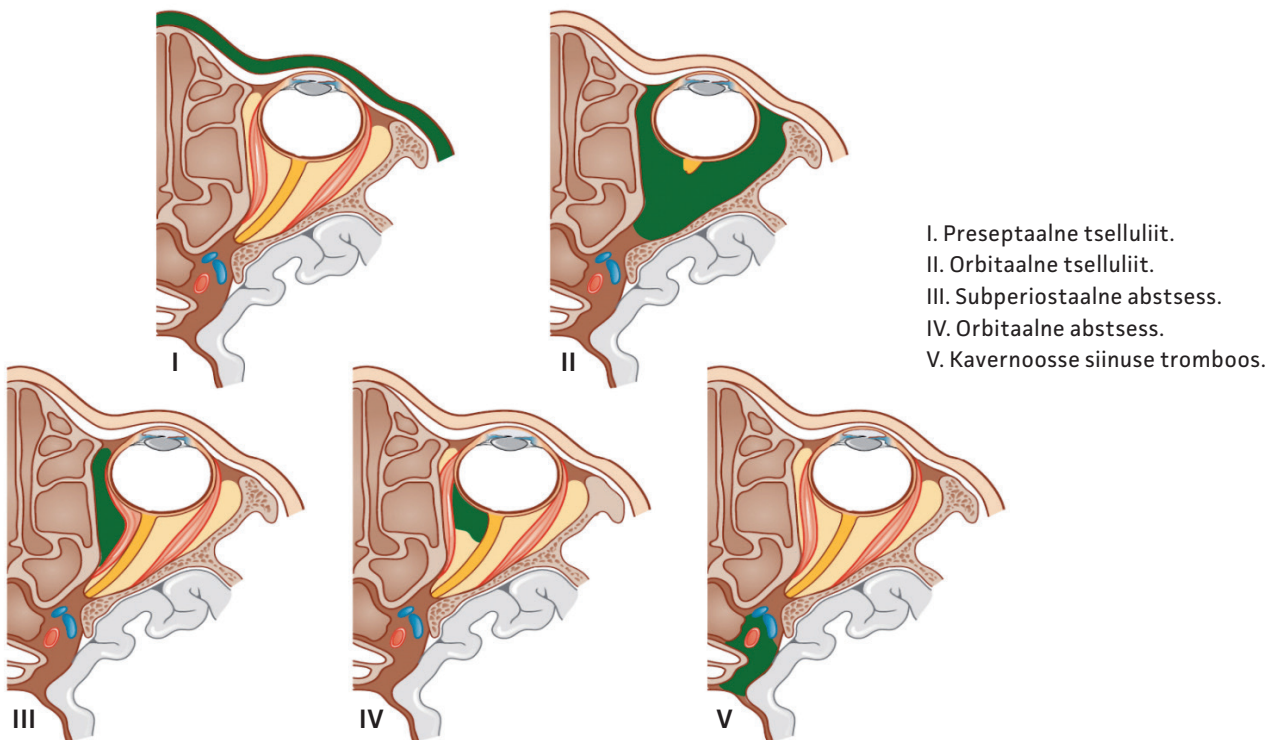 I
II
I. Preseptaalne tselluliit.
II. Orbitaalne tselluliit.
III. Subperiostaalne abstsess.
IV. Orbitaalne abstsess.
V. Kavernoosse siinuse tromboos.
III
IV
V